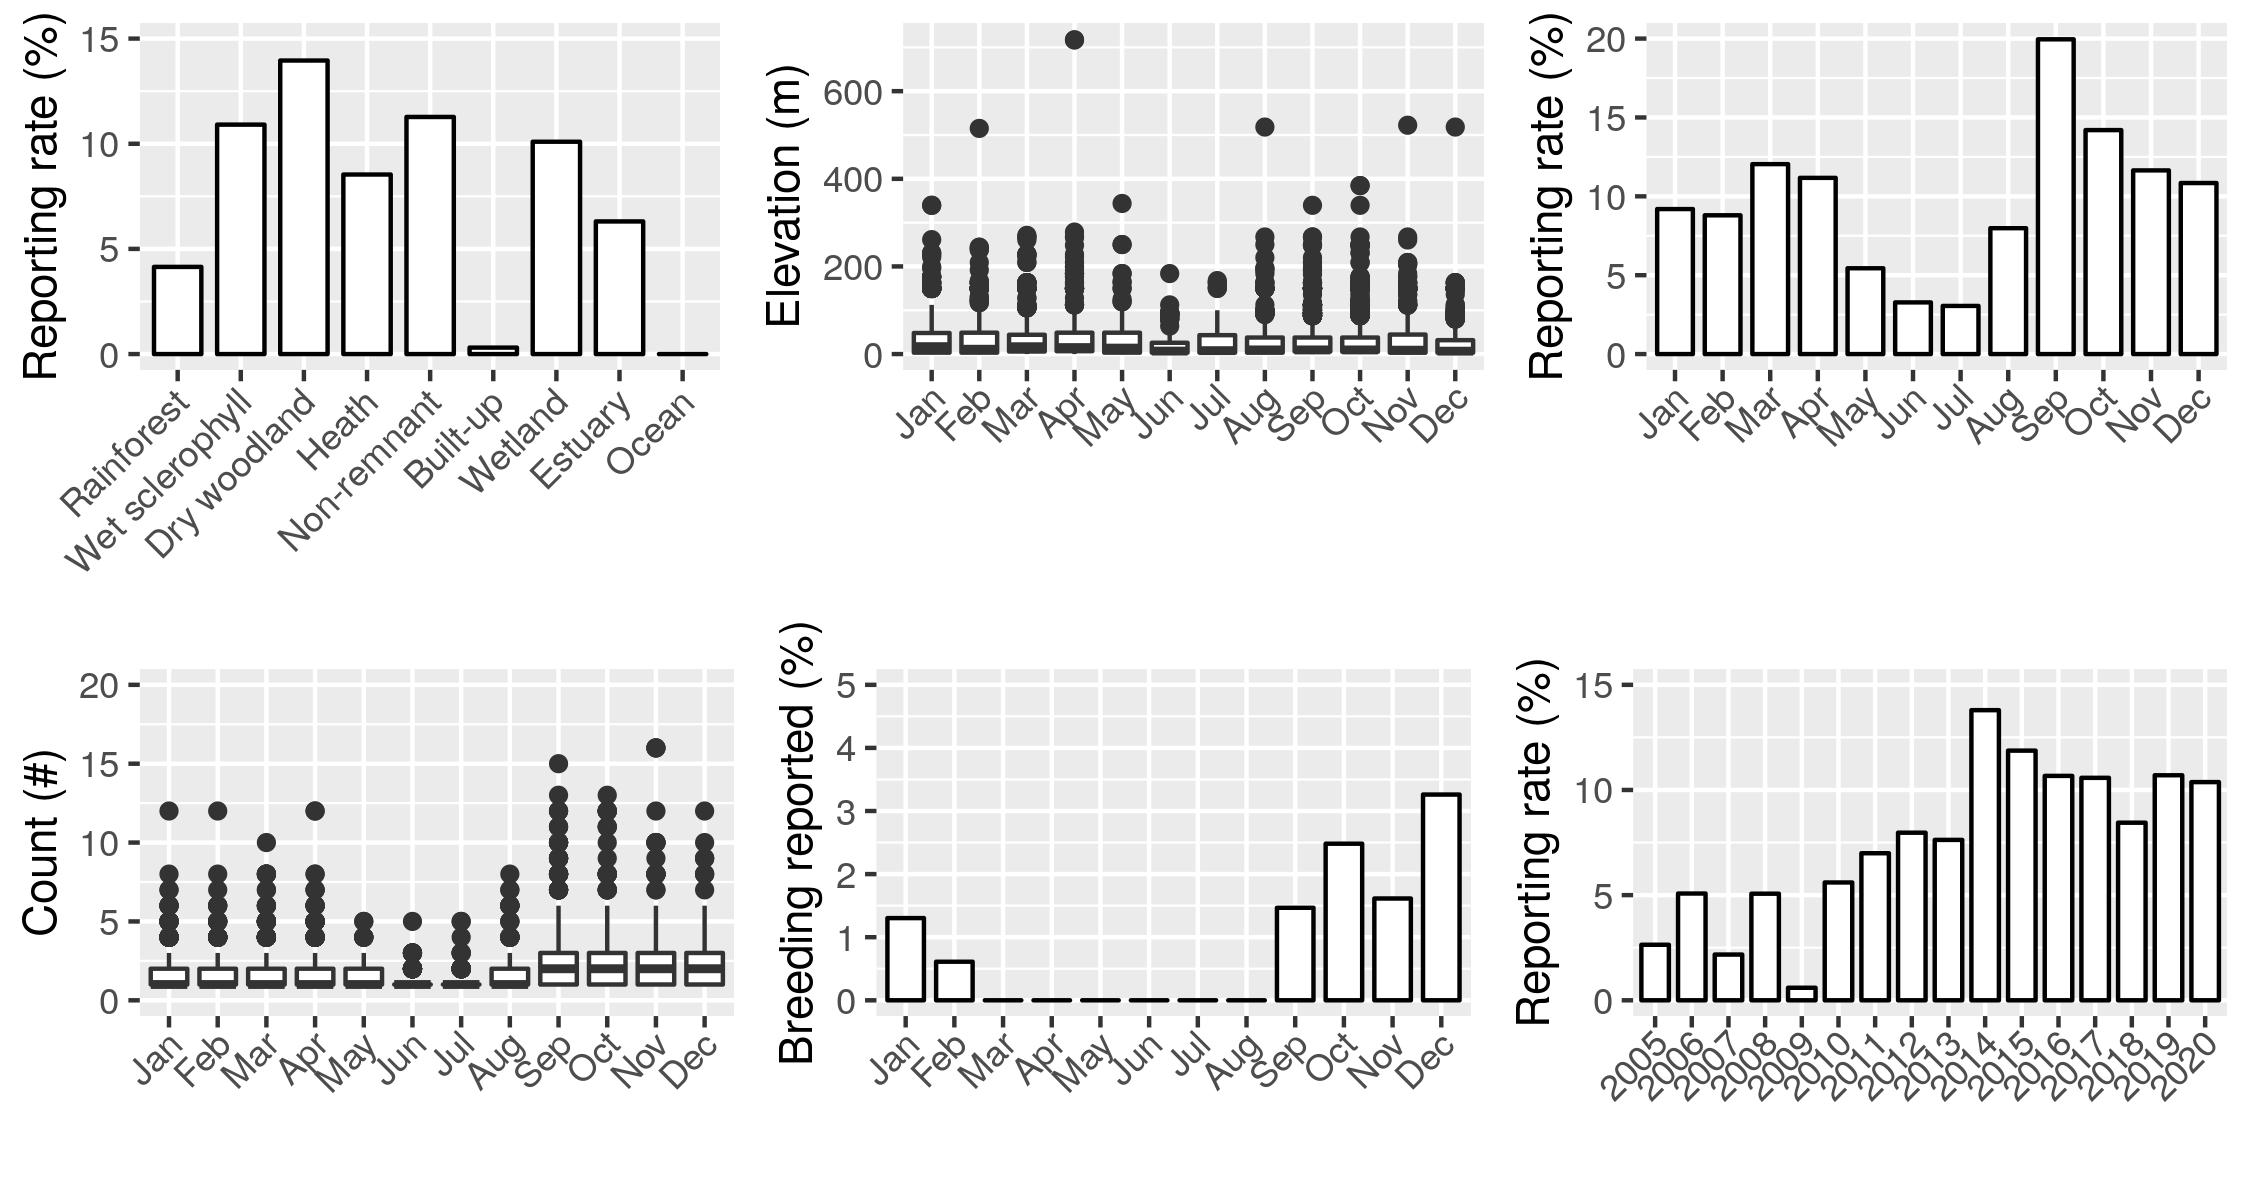 Reporting rate (%)
15
10
5
0
Rainforest
Wet sclerophyll
Dry woodland
Heath
Non-remnant
Built-up
Wetland
Estuary
Ocean
Elevation (m)
600
400
200
0
Jan
Feb
Mar
Apr
May
Jun
Jul
Aug
Sep
Oct
Nov
Dec
Reporting rate (%)
20
15
10
5
0
Jan
Feb
Mar
Apr
May
Jun
Jul
Aug
Sep
Oct
Nov
Dec
Count (#)
20
15
10
5
0
Jan
Feb
Mar
Apr
May
Jun
Jul
Aug
Sep
Oct
Nov
Dec
Breeding reported (%)
5
4
3
2
1
0
Jan
Feb
Mar
Apr
May
Jun
Jul
Aug
Sep
Oct
Nov
Dec
Reporting rate (%)
15
10
5
0
2005
2006
2007
2008
2009
2010
2011
2012
2013
2014
2015
2016
2017
2018
2019
2020